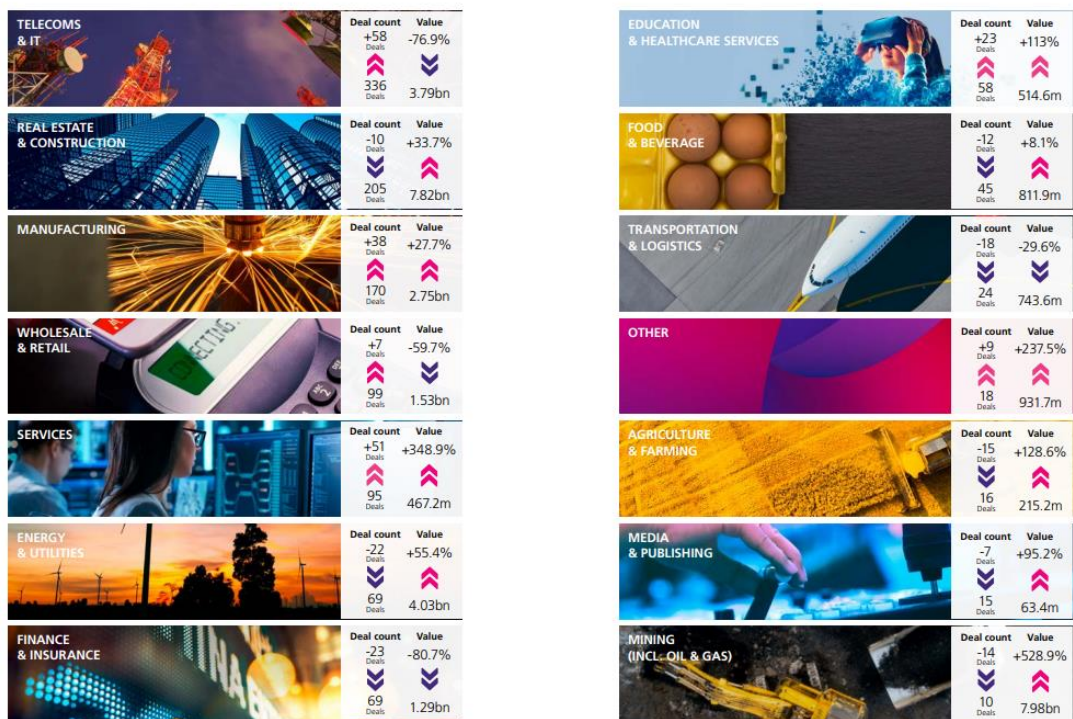 TELECOMS
& IT
Deal count Value
+58 -76.9%
Deals
336 3.79bn
Deals
REAL ESTATE
& CONSTRUCTION
Deal count Value
-10 +33.7%
Deals
205 7.82bn
Deals
MANUFACTURING
Deal count Value
+38 +27.7%
Deals
170 2.75bn
Deals
WHOLESALE
& RETAIL
CONNECTING.
ABC
2
Deal count Value
+7 -59.7%
Deals
99 1.53bn
Deals
SERVICES
Deal count Value
+51 +348.9%
Deals
95 467.2m
Deals
ENERGY
& UTILITIES
Deal count Value
-22 +55.4%
Deals
69 4.03bn
Deals
FINANCE
& INSURANCE
Deal count Value
-23 -80.7%
Deals
69 1.29bn
Deals
EDUCATION
& HEALTHCARE SERVICES
Deal count Value
+23 +113%
Deals
58 514.6m
Deals
FOOD
& BEVERAGE
Deal count Value
-12 +8.1%
Deals
45 811.9m
Deals
TRANSPORTATION
& LOGISTICS
Deal count Value
-18 -29.6%
Deals
24 743.6m
Deals
OTHER
Deal count Value
+9 +237.5%
Deals
18 931.7m
Deals
AGRICULTURE
& FARMING
Deal count Value
-15 +128.6%
Deals
16 215.2m
Deals
MEDIA
& PUBLISHING
Deal count Value
-7 +95.2%
Deals
15 63.4m
Deals
MINING
(INCL. OIL & GAS)
Deal count Value
-14 +528.9%
Deals
10 7.98bn
Deals